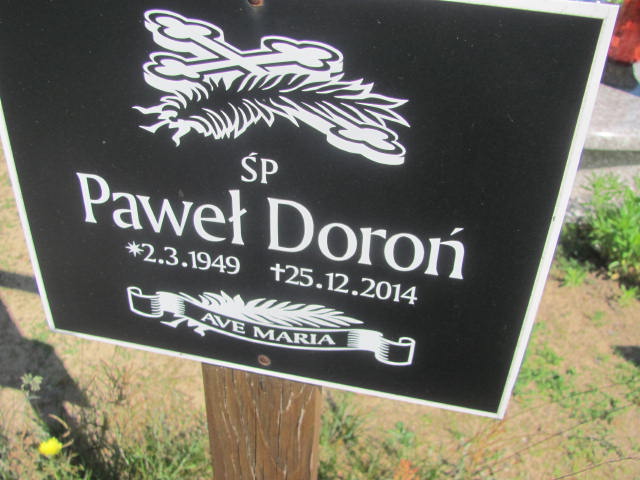 ŚP
Paweł Doroń
*2.3.1949 †25.12.2014
AVE MARIA